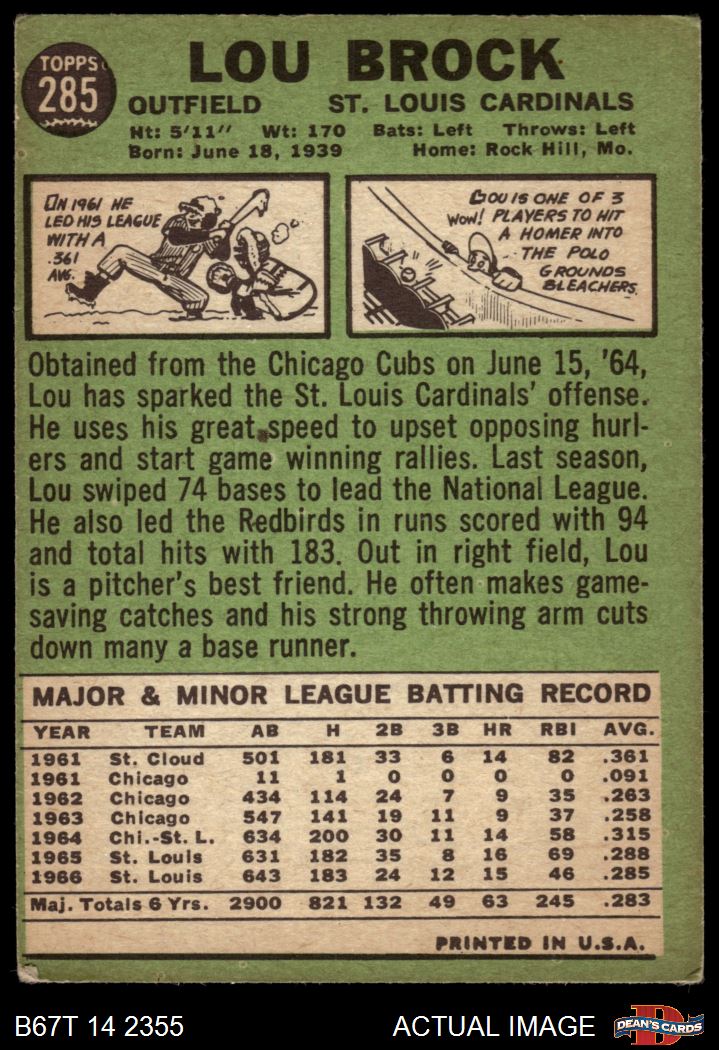 TOPPS
285
LOU BROCK
OUTFIELD ST. LOUIS CARDINALS
Ht: 5'11" Wt: 170 Bats: Left Throws: Left
Born: June 18, 1939 Home: Rock Hill, Mo.
IN 1961 HE
LED HIS LEAGUE
WITH A
.361
AVG.
WOW!
LOU IS ONE OF 3
PLAYERS TO HIT
A HOMER INTO
THE POLO
GROUNDS
BLEACHERS.
Obtained from the Chicago Cubs on June 15, '64,
Lou has sparked the St. Louis Cardinals' offense.
He uses his great speed to upset opposing hurl-
ers and start game winning rallies. Last season,
Lou swiped 74 bases to lead the National League.
He also led the Redbirds in runs scored with 94
and total hits with 183. Out in right field, Lou
is a pitcher's best friend. He often makes game-
saving catches and his strong throwing arm cuts
down many a base runner.
MAJOR & MINOR LEAGUE BATTING RECORD
YEAR TEAM AB H 2B 3B HR RBI AVG.
1961 St. Cloud 501 181 33 6 14 82 .361
1961 Chicago 11 1 0 0 0 0 .091
1962 Chicago 434 114 24 7 9 35 .263
1963 Chicago 547 141 19 11 9 37 .258
1964 Chi.-St. L. 634 200 30 11 14 58 .315
1965 St. Louis 631 182 35 8 16 69 .288
1966 St. Louis 643 183 24 12 15 46 .285
Maj. Totals 6 Yrs. 2900 821 132 49 63 245 .283
PRINTED IN U.S.A.
B67T 14 2355 ACTUAL IMAGE DEAN'S CARDS